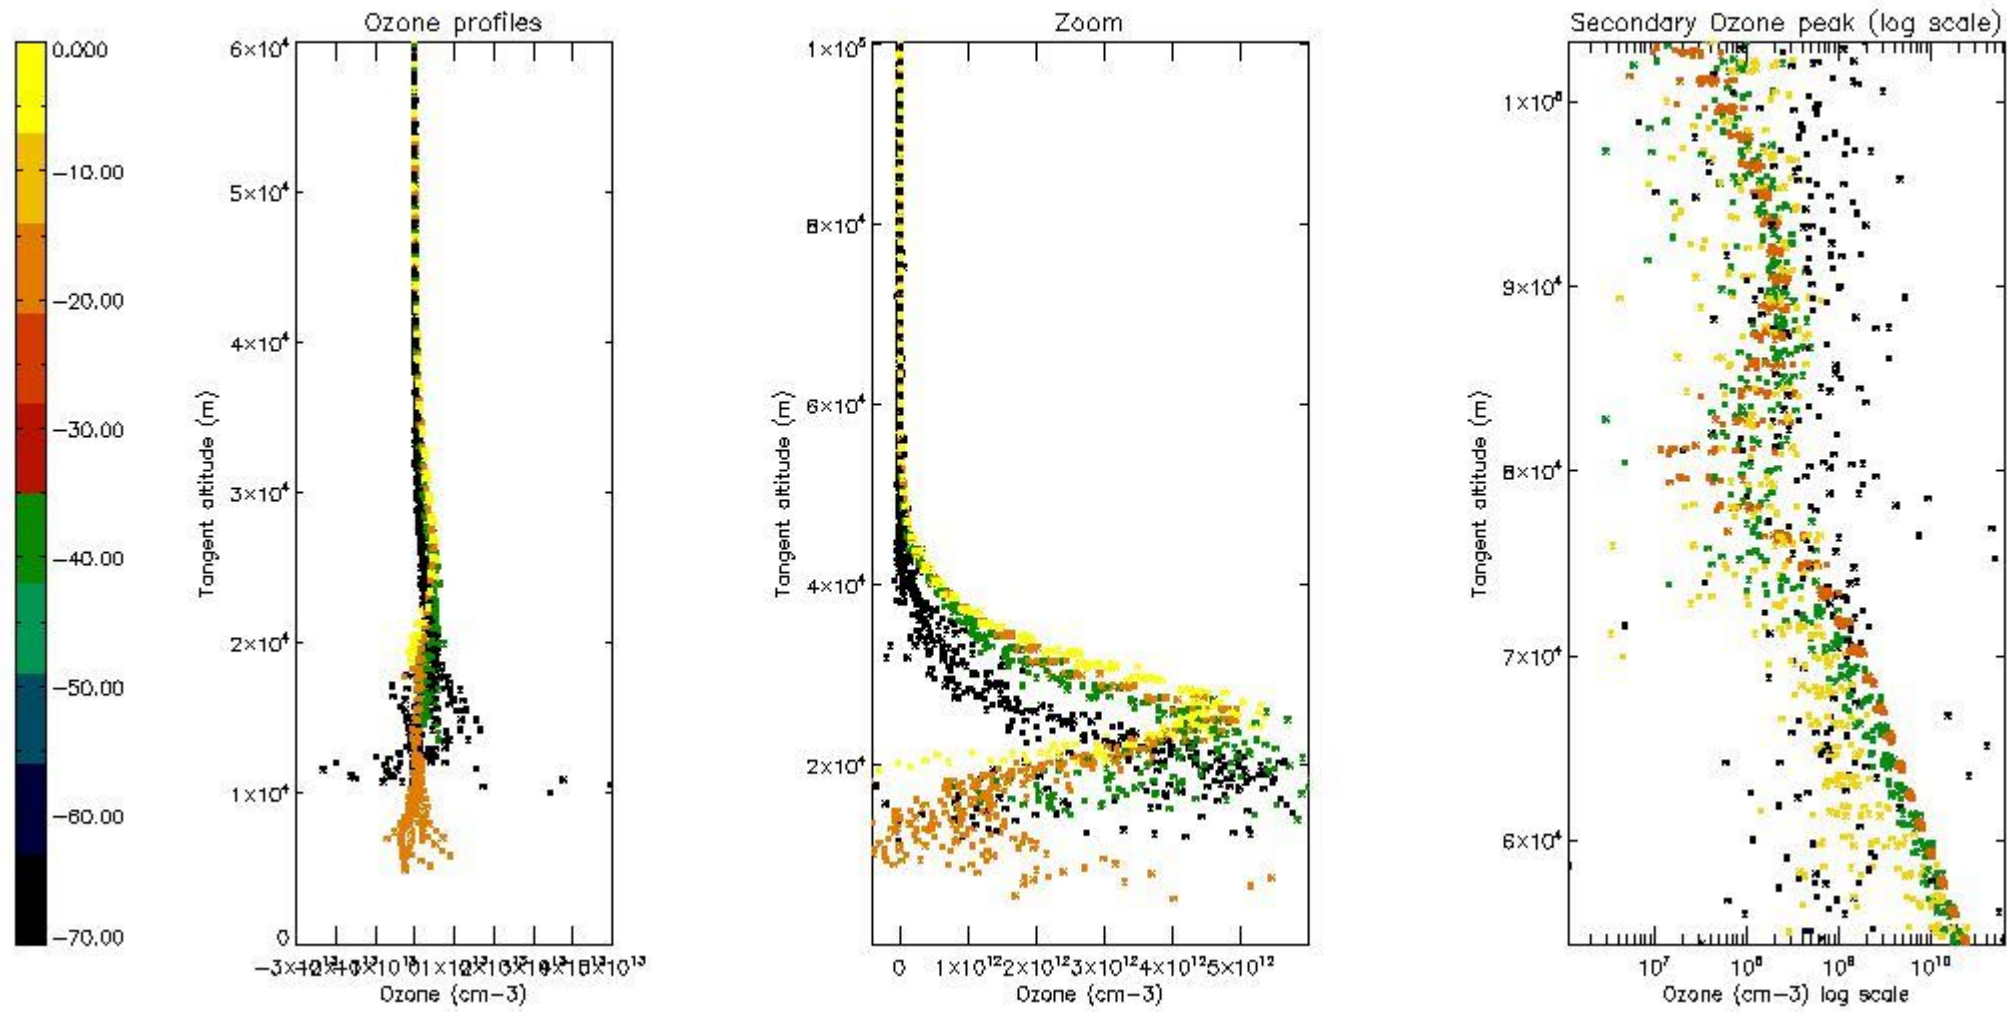 Ozone profiles
Zoom
Secondary Ozone peak (log scale)
0.000
−10.00
−20.00
−30.00
−40.00
−50.00
−60.00
−70.00
6×10⁴
5×10⁴
4×10⁴
3×10⁴
2×10⁴
1×10⁴
0
Tangent altitude (m)
Ozone (cm−3)
1×10⁵
8×10⁴
6×10⁴
4×10⁴
2×10⁴
Tangent altitude (m)
0 1×10¹² 2×10¹² 3×10¹² 4×10¹² 5×10¹²
Ozone (cm−3)
1×10⁵
9×10⁴
8×10⁴
7×10⁴
6×10⁴
Tangent altitude (m)
10⁷ 10⁸ 10⁹ 10¹⁰
Ozone (cm−3) log scale